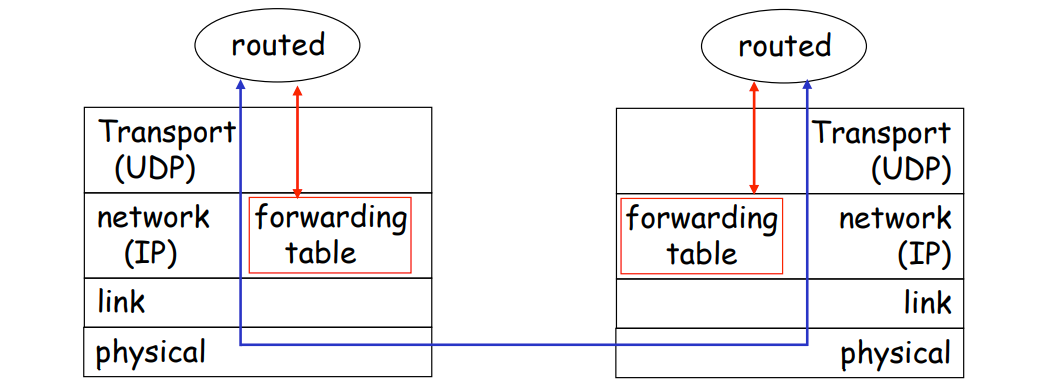 routed
routed
Transport
(UDP)
Transport
(UDP)
network
(IP)
forwarding
table
forwarding
table
network
(IP)
link
link
physical
physical